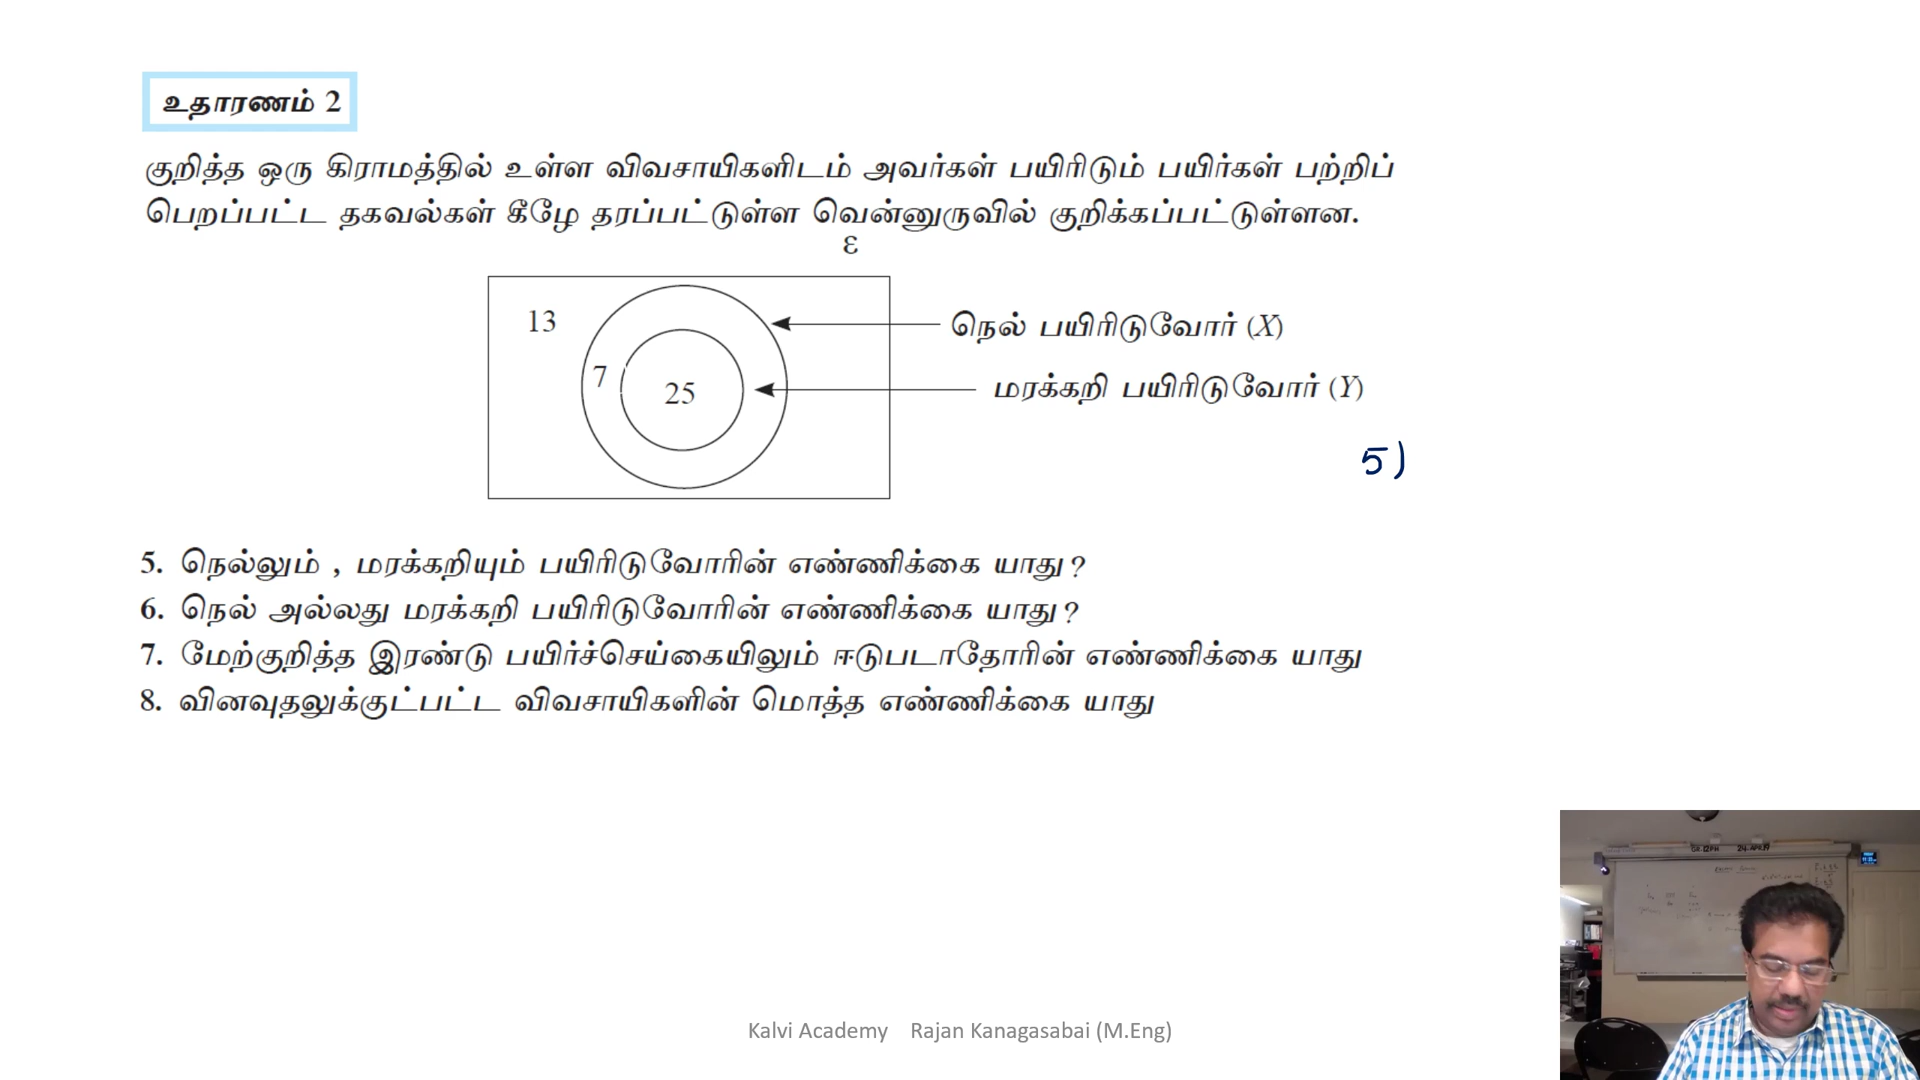 உதாரணம் 2
குறித்த ஒரு கிராமத்தில் உள்ள விவசாயிகளிடம் அவர்கள் பயிரிடும் பயிர்கள் பற்றிப்
பெறப்பட்ட தகவல்கள் கீழே தரப்பட்டுள்ள வென்னுருவில் குறிக்கப்பட்டுள்ளன.
ε
13
நெல் பயிரிடுவோர் (X)
7
25
மரக்கறி பயிரிடுவோர் (Y)
5)
5. நெல்லும் , மரக்கறியும் பயிரிடுவோரின் எண்ணிக்கை யாது?
6. நெல் அல்லது மரக்கறி பயிரிடுவோரின் எண்ணிக்கை யாது?
7. மேற்குறித்த இரண்டு பயிர்ச்செய்கையிலும் ஈடுபடாதோரின் எண்ணிக்கை யாது
8. வினவுதலுக்குட்பட்ட விவசாயிகளின் மொத்த எண்ணிக்கை யாது
Kalvi Academy Rajan Kanagasabai (M.Eng)